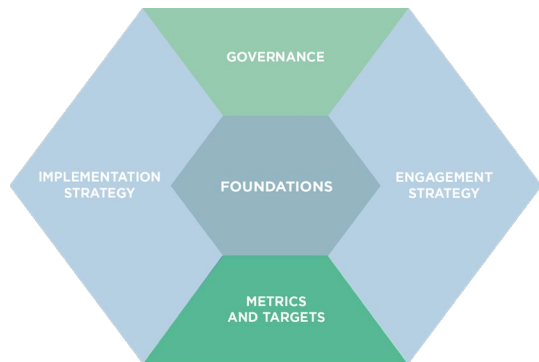 GOVERNANCE
IMPLEMENTATION
STRATEGY
FOUNDATIONS
ENGAGEMENT
STRATEGY
METRICS
AND TARGETS